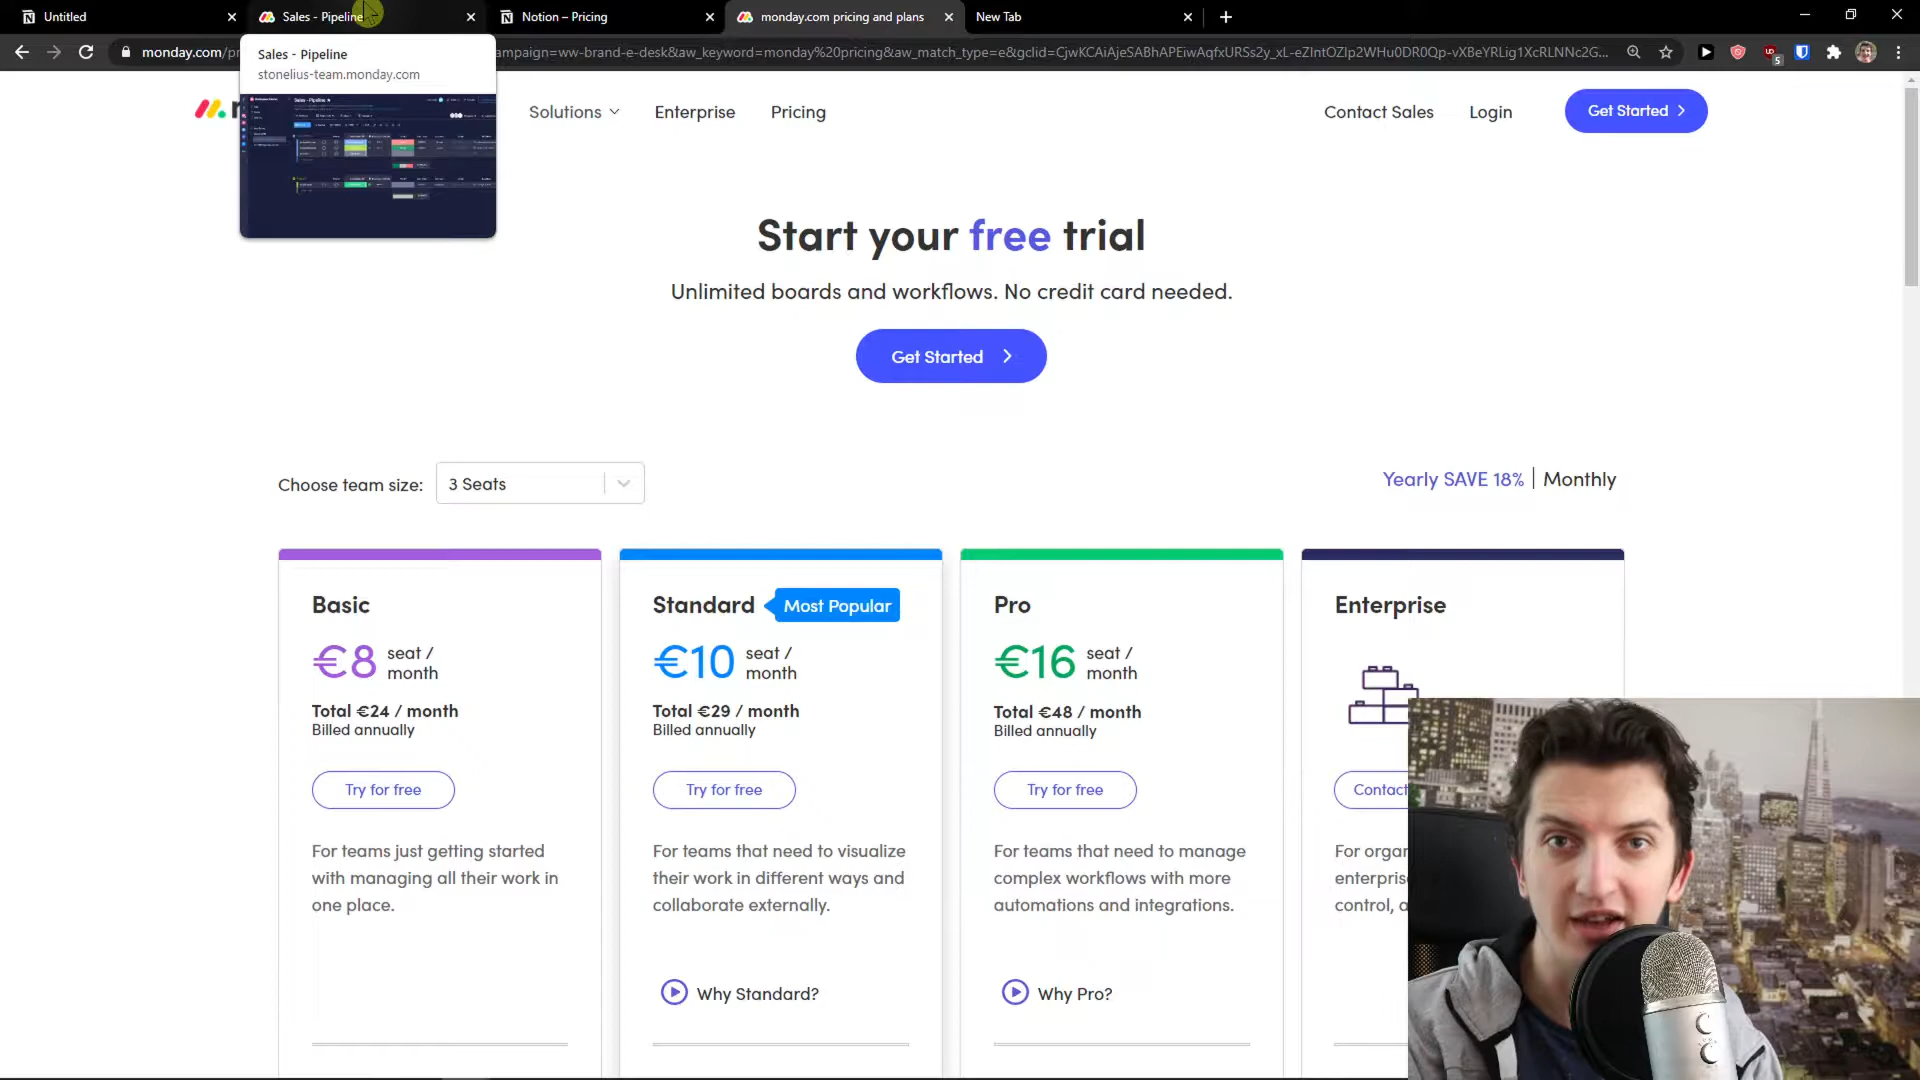 Untitled
Sales - Pipeline
Notion – Pricing
monday.com pricing and plans
New Tab
monday.com/pr
ampaign=ww-brand-e-desk&aw_keyword=monday%20pricing&aw_match_type=e&gclid=CjwKCAiAjeSABhAPEiwAqfxURSs2y_xL-eZIntOZlp2WHu0DR0Qp-vXBeYRLig1XcRLNNc2G...
5
Sales - Pipeline
stonelius-team.monday.com
Solutions
Enterprise
Pricing
Contact Sales
Login
Get Started
Start your free trial
Unlimited boards and workflows. No credit card needed.
Get Started
Choose team size:
3 Seats
Yearly SAVE 18%
Monthly
Basic
€8 seat / month
Total €24 / month
Billed annually
Try for free
For teams just getting started
with managing all their work in
one place.
Standard
Most Popular
€10 seat / month
Total €29 / month
Billed annually
Try for free
For teams that need to visualize
their work in different ways and
collaborate externally.
Why Standard?
Pro
€16 seat / month
Total €48 / month
Billed annually
Try for free
For teams that need to manage
complex workflows with more
automations and integrations.
Why Pro?
Enterprise
Contact
For organ
enterpris
control, a